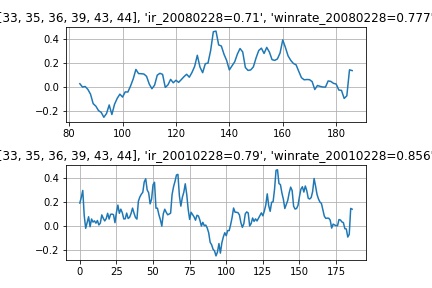 [33, 35, 36, 39, 43, 44], 'ir_20080228=0.71', 'winrate_20080228=0.777'
0.4
0.2
0.0
−0.2
80 100 120 140 160 180
[33, 35, 36, 39, 43, 44], 'ir_20010228=0.79', 'winrate_20010228=0.856'
0.4
0.2
0.0
−0.2
0 25 50 75 100 125 150 175